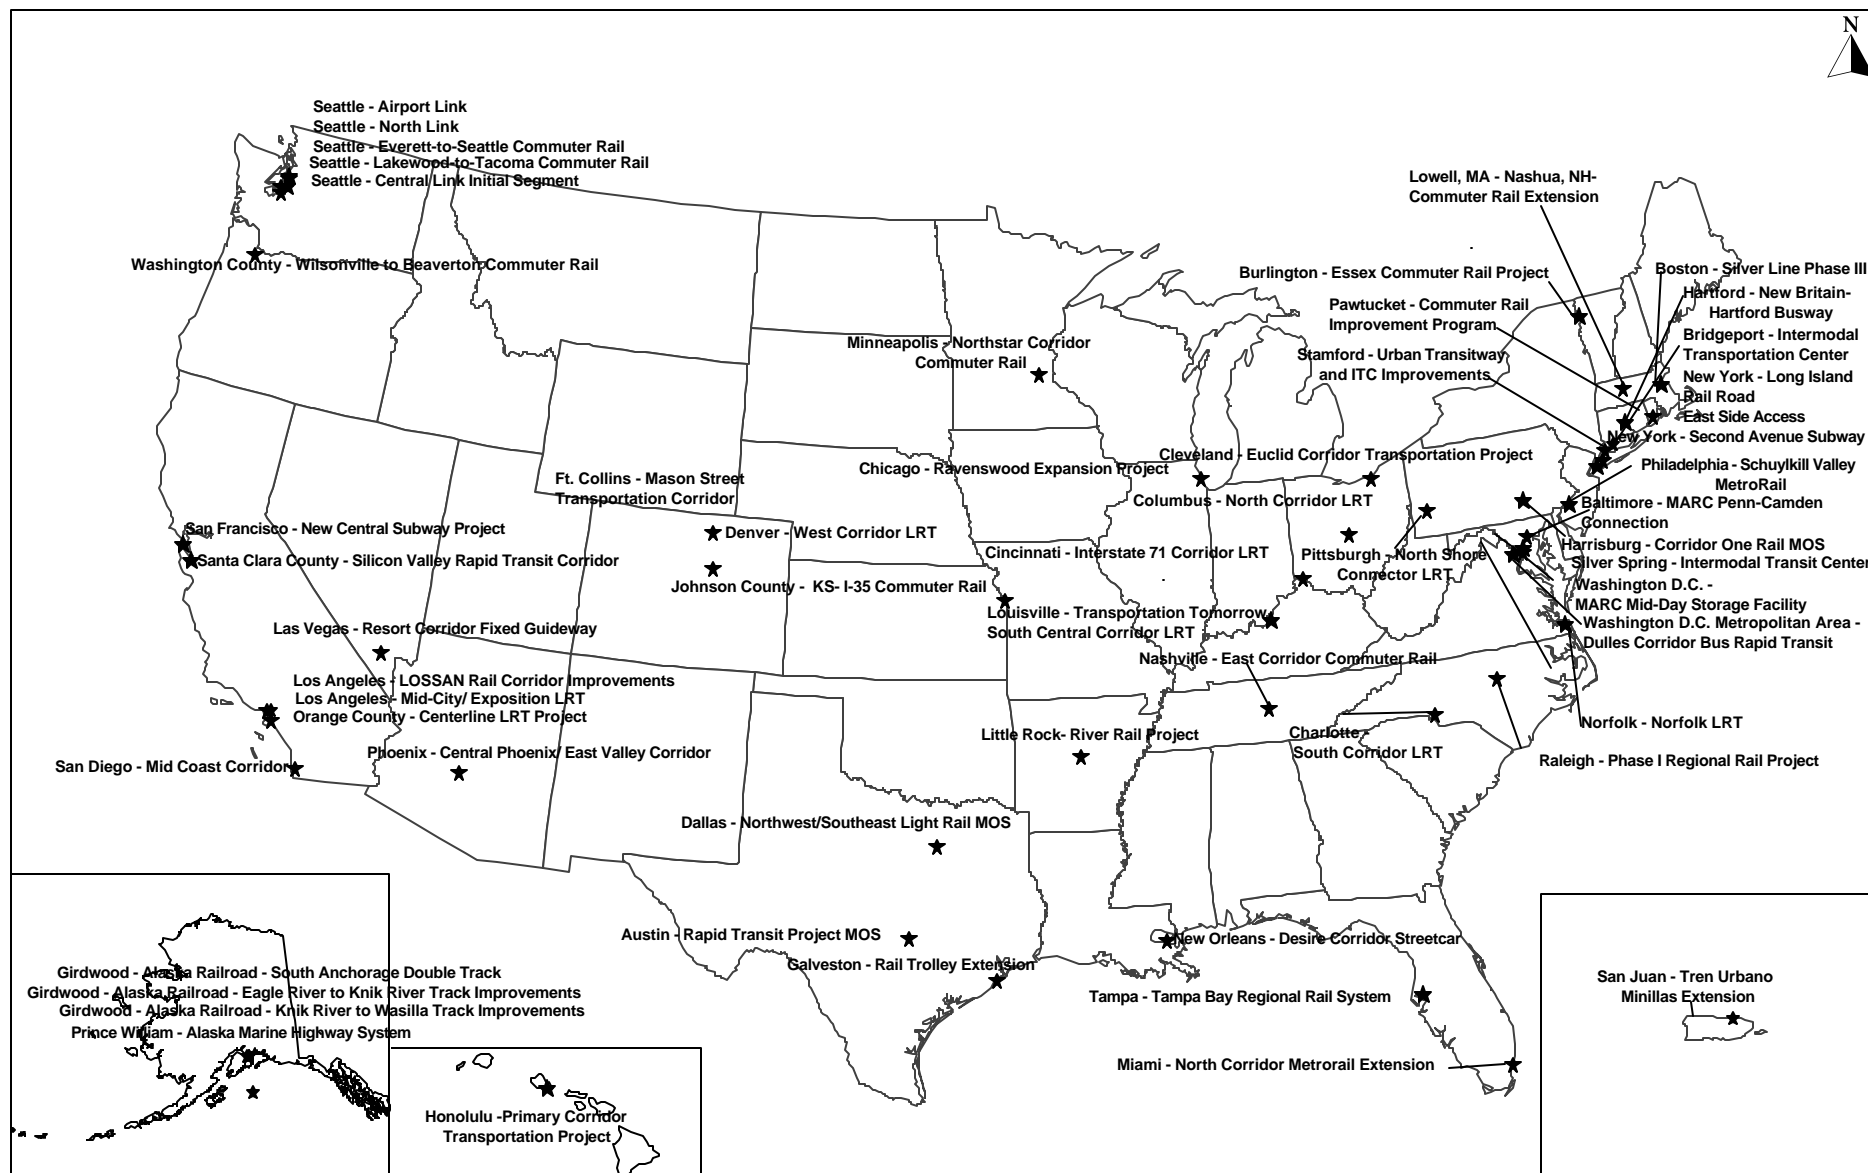 N
Seattle - Airport Link
Seattle - North Link
Seattle - Everett-to-Seattle Commuter Rail
Seattle - Lakewood-to-Tacoma Commuter Rail
Seattle - Central Link Initial Segment
Washington County - Wilsonville to Beaverton Commuter Rail
Lowell, MA - Nashua, NH-
Commuter Rail Extension
Burlington - Essex Commuter Rail Project
Boston - Silver Line Phase III
Pawtucket - Commuter Rail
Improvement Program
Hartford - New Britain-
Hartford Busway
Minneapolis - Northstar Corridor
Commuter Rail
Stamford - Urban Transitway
and ITC Improvements
Bridgeport - Intermodal
Transportation Center
New York - Long Island
Rail Road
East Side Access
New York - Second Avenue Subway
Cleveland - Euclid Corridor Transportation Project
Chicago - Ravenswood Expansion Project
Philadelphia - Schuylkill Valley
MetroRail
Ft. Collins - Mason Street
Transportation Corridor
Columbus - North Corridor LRT
Baltimore - MARC Penn-Camden
Connection
San Francisco - New Central Subway Project
Denver - West Corridor LRT
Santa Clara County - Silicon Valley Rapid Transit Corridor
Cincinnati - Interstate 71 Corridor LRT
Pittsburgh - North Shore
Connector LRT
Harrisburg - Corridor One Rail MOS
Silver Spring - Intermodal Transit Center
Johnson County -  KS- I-35 Commuter Rail
Washington D.C. -
MARC Mid-Day Storage Facility
Louisville - Transportation Tomorrow
South Central Corridor LRT
Washington D.C. Metropolitan Area -
Dulles Corridor Bus Rapid Transit
Las Vegas - Resort Corridor Fixed Guideway
Nashville - East Corridor Commuter Rail
Los Angeles - LOSSAN Rail Corridor Improvements
Los Angeles - Mid-City/ Exposition LRT
Orange County - Centerline LRT Project
Norfolk - Norfolk LRT
Little Rock- River Rail Project
Charlotte -
South Corridor LRT
Phoenix - Central Phoenix/ East Valley Corridor
San Diego - Mid Coast Corridor
Raleigh - Phase I Regional Rail Project
Dallas - Northwest/Southeast Light Rail MOS
Austin - Rapid Transit Project MOS
New Orleans - Desire Corridor Streetcar
Galveston - Rail Trolley Extension
Tampa - Tampa Bay Regional Rail System
Miami - North Corridor Metrorail Extension
Girdwood - Alaska Railroad - South Anchorage Double Track
Girdwood - Alaska Railroad - Eagle River to Knik River Track Improvements
Girdwood - Alaska Railroad - Knik River to Wasilla Track Improvements
Prince William - Alaska Marine Highway System
Honolulu -Primary Corridor
Transportation Project
San Juan - Tren Urbano
Minillas Extension